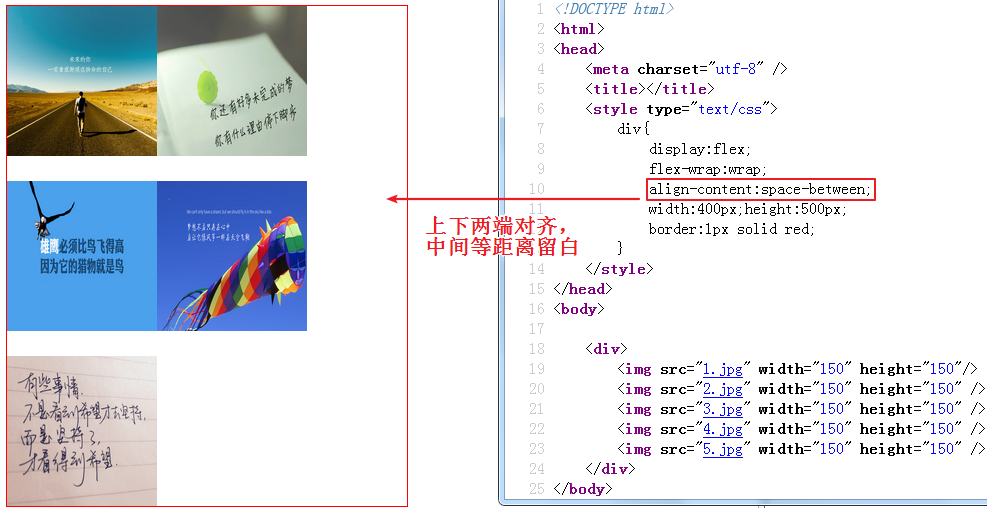 未来的你
一定会感谢现在拼命的自己
你还有好多未完成的梦
你有什么理由停下脚步
雄鹰必须比鸟飞得高
因为它的猎物就是鸟
梦想不应只是在心中
有些事情.
不是看到希望才去坚持.
而是坚持了,
才看得到希望.
上下两端对齐，
中间等距离留白
1 <!DOCTYPE html>
2 <html>
3 <head>
4 <meta charset="utf-8" />
5 <title></title>
6 <style type="text/css">
7 div{
8 display:flex;
9 flex-wrap:wrap;
10 align-content:space-between;
11 width:400px;height:500px;
border:1px solid red;
}
14 </style>
15 </head>
16 <body>
17
18 <div>
19 <img src="1.jpg" width="150" height="150"/>
20 <img src="2.jpg" width="150" height="150" />
21 <img src="3.jpg" width="150" height="150" />
22 <img src="4.jpg" width="150" height="150" />
23 <img src="5.jpg" width="150" height="150" />
24 </div>
25 </body>